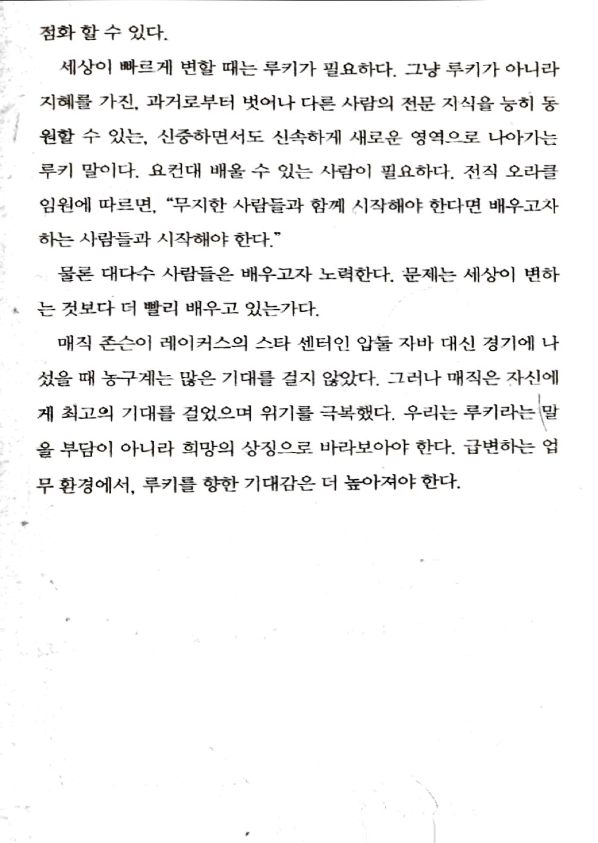 점화 할 수 있다.
세상이 빠르게 변할 때는 루키가 필요하다. 그냥 루키가 아니라
지혜를 가진, 과거로부터 벗어나 다른 사람의 전문 지식을 능히 동
원할 수 있는, 신중하면서도 신속하게 새로운 영역으로 나아가는
루키 말이다. 요컨대 배울 수 있는 사람이 필요하다. 전직 오라클
임원에 따르면, “무지한 사람들과 함께 시작해야 한다면 배우고자
하는 사람들과 시작해야 한다.”
물론 대다수 사람들은 배우고자 노력한다. 문제는 세상이 변하
는 것보다 더 빨리 배우고 있는가다.
매직 존슨이 레이커스의 스타 센터인 압둘 자바 대신 경기에 나
섰을 때 농구계는 많은 기대를 걸지 않았다. 그러나 매직은 자신에
게 최고의 기대를 걸었으며 위기를 극복했다. 우리는 루키라는 말
을 부담이 아니라 희망의 상징으로 바라보아야 한다. 급변하는 업
무 환경에서, 루키를 향한 기대감은 더 높아져야 한다.